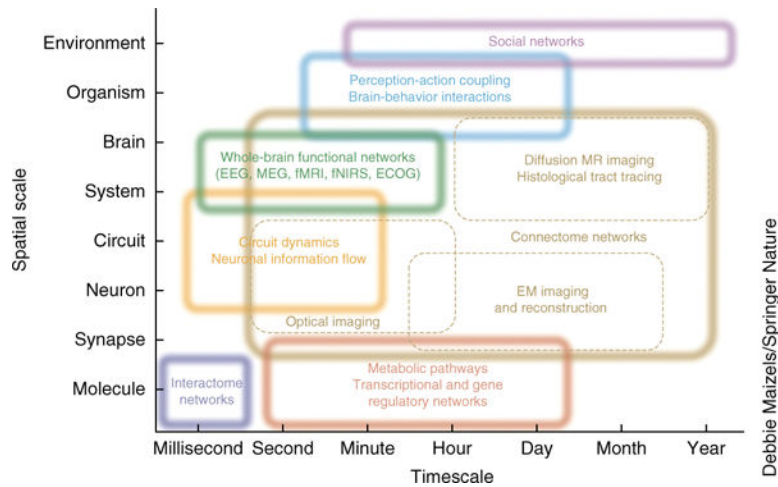 Environment
Organism
Brain
System
Circuit
Neuron
Synapse
Molecule
Spatial scale
Social networks
Perception-action coupling
Brain-behavior interactions
Whole-brain functional networks
(EEG, MEG, fMRI, fNIRS, ECOG)
Diffusion MR imaging
Histological tract tracing
Circuit dynamics
Neuronal information flow
Connectome networks
EM imaging
and reconstruction
Optical imaging
Interactome
networks
Metabolic pathways
Transcriptional and gene
regulatory networks
Millisecond
Second
Minute
Hour
Day
Month
Year
Timescale
Debbie Maizels/Springer Nature